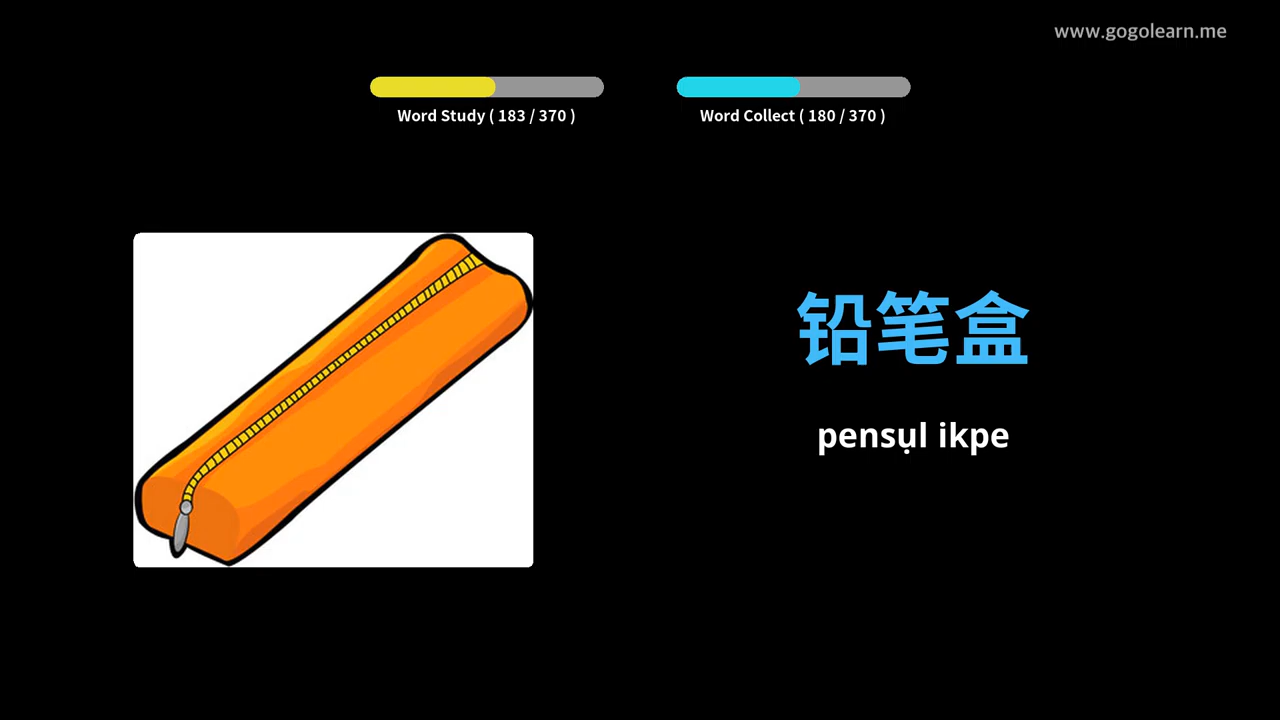 www.gogolearn.me
Word Study ( 183 / 370 )
Word Collect ( 180 / 370 )
铅笔盒
pensụl ikpe